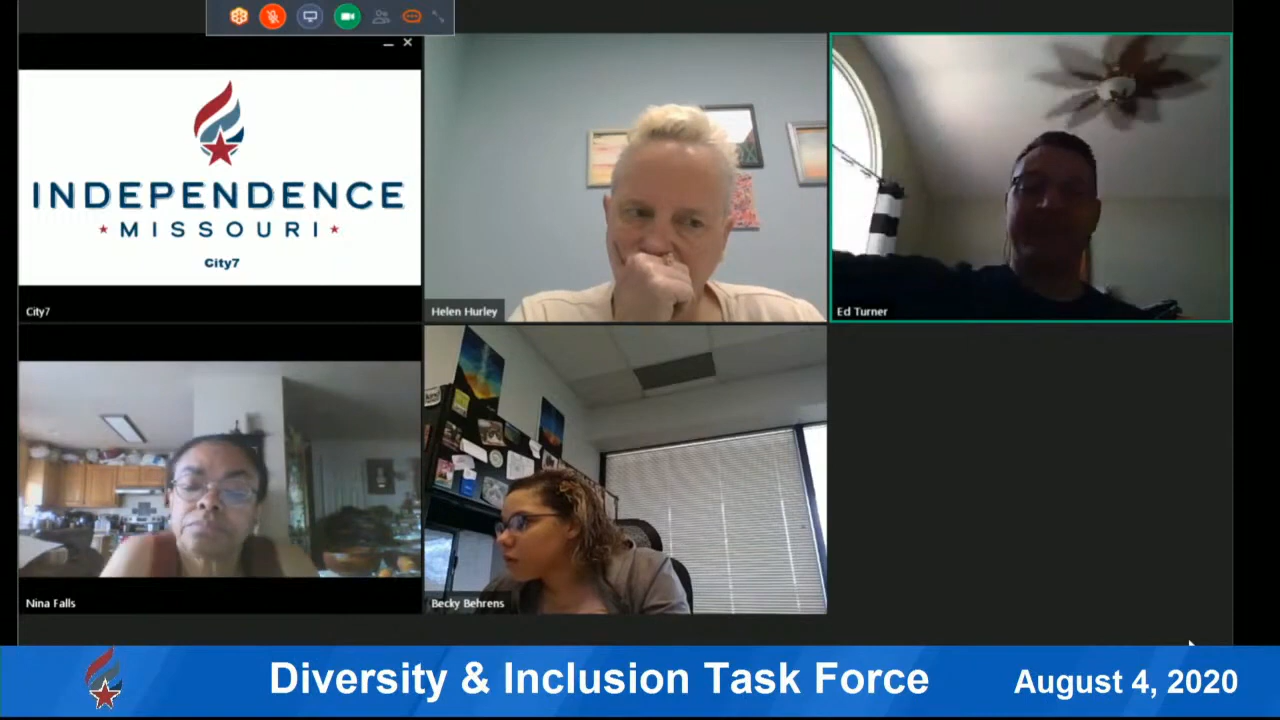 INDEPENDENCE
MISSOURI
City7
City7
Helen Hurley
Ed Turner
Nina Falls
Becky Behrens
Diversity & Inclusion Task Force
August 4, 2020